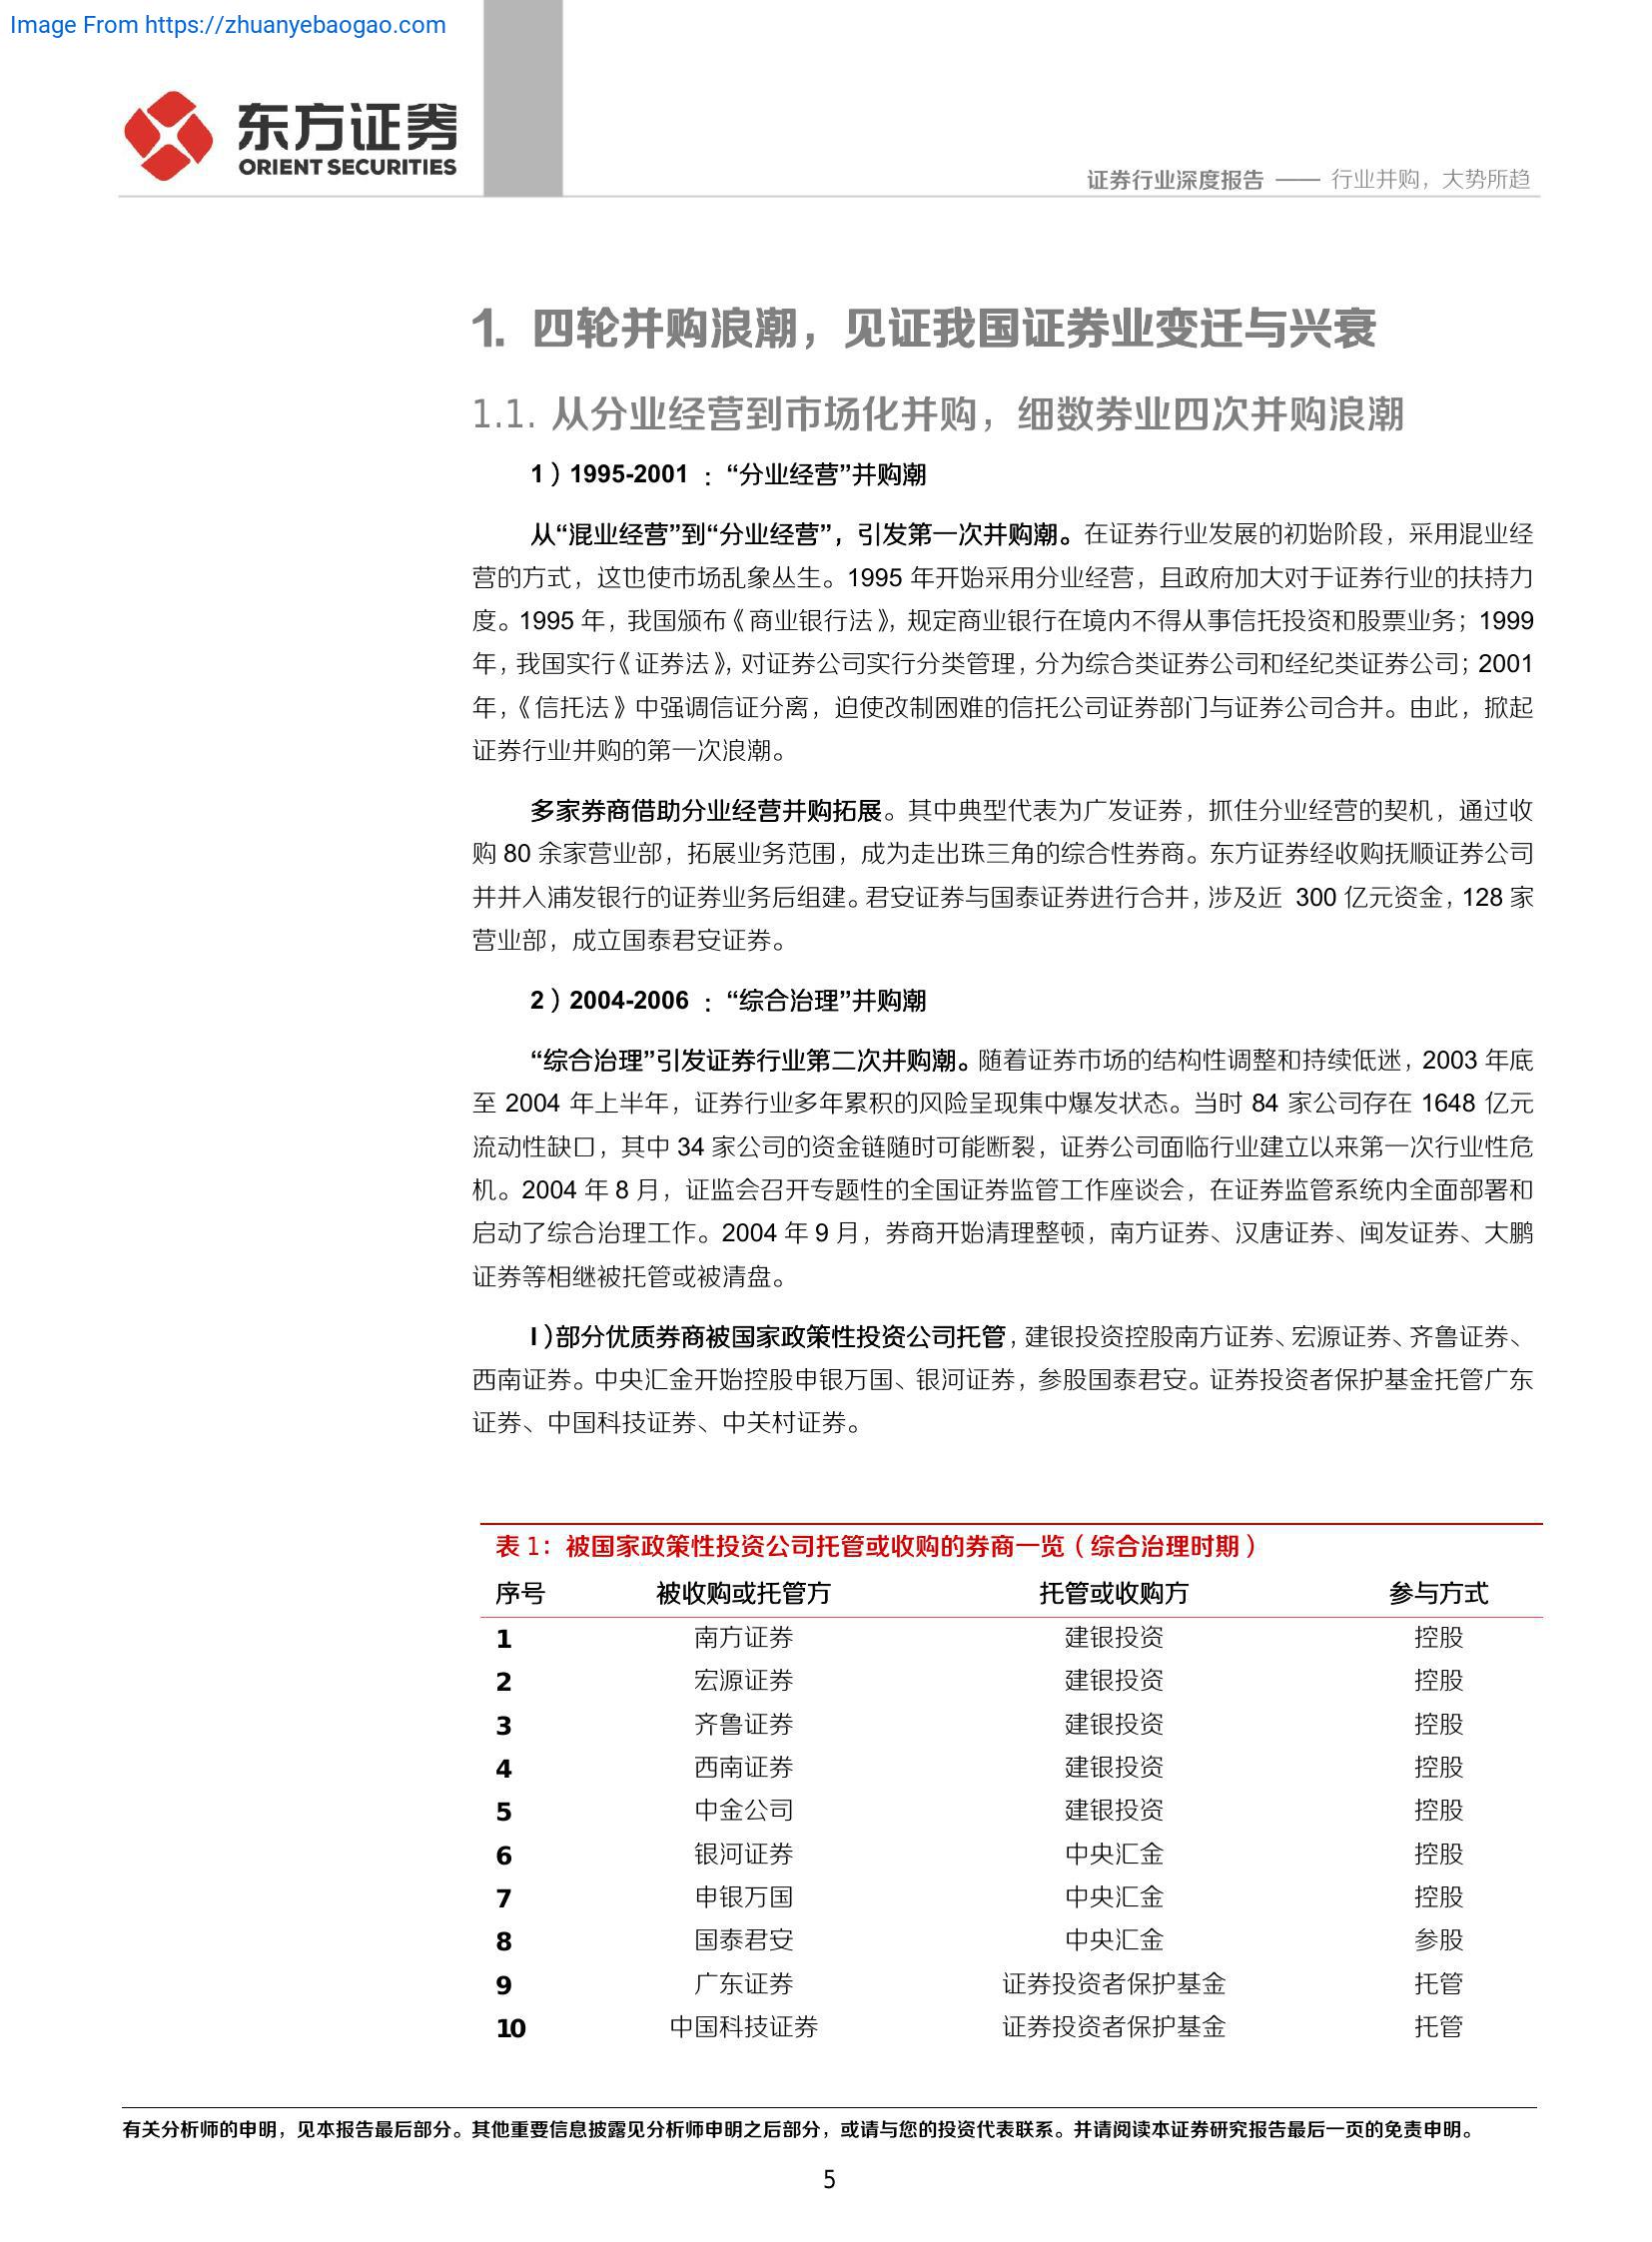 Image From https://zhuanyebaogao.com
东方证券
ORIENT SECURITIES
证券行业深度报告 —— 行业并购，大势所趋
1. 四轮并购浪潮，见证我国证券业变迁与兴衰
1.1. 从分业经营到市场化并购，细数券业四次并购浪潮
1）1995-2001 ：“分业经营”并购潮
从“混业经营”到“分业经营”，引发第一次并购潮。在证券行业发展的初始阶段，采用混业经
营的方式，这也使市场乱象丛生。1995 年开始采用分业经营，且政府加大对于证券行业的扶持力
度。1995 年，我国颁布《商业银行法》，规定商业银行在境内不得从事信托投资和股票业务；1999
年，我国实行《证券法》，对证券公司实行分类管理，分为综合类证券公司和经纪类证券公司；2001
年，《信托法》中强调信证分离，迫使改制困难的信托公司证券部门与证券公司合并。由此，掀起
证券行业并购的第一次浪潮。
多家券商借助分业经营并购拓展。其中典型代表为广发证券，抓住分业经营的契机，通过收
购 80 余家营业部，拓展业务范围，成为走出珠三角的综合性券商。东方证券经收购抚顺证券公司
并并入浦发银行的证券业务后组建。君安证券与国泰证券进行合并，涉及近 300 亿元资金，128 家
营业部，成立国泰君安证券。
2）2004-2006 ：“综合治理”并购潮
“综合治理”引发证券行业第二次并购潮。随着证券市场的结构性调整和持续低迷，2003 年底
至 2004 年上半年，证券行业多年累积的风险呈现集中爆发状态。当时 84 家公司存在 1648 亿元
流动性缺口，其中 34 家公司的资金链随时可能断裂，证券公司面临行业建立以来第一次行业性危
机。2004 年 8 月，证监会召开专题性的全国证券监管工作座谈会，在证券监管系统内全面部署和
启动了综合治理工作。2004 年 9 月，券商开始清理整顿，南方证券、汉唐证券、闽发证券、大鹏
证券等相继被托管或被清盘。
I）部分优质券商被国家政策性投资公司托管，建银投资控股南方证券、宏源证券、齐鲁证券、
西南证券。中央汇金开始控股申银万国、银河证券，参股国泰君安。证券投资者保护基金托管广东
证券、中国科技证券、中关村证券。
表 1：被国家政策性投资公司托管或收购的券商一览（综合治理时期）
序号 被收购或托管方 托管或收购方 参与方式
1 南方证券 建银投资 控股
2 宏源证券 建银投资 控股
3 齐鲁证券 建银投资 控股
4 西南证券 建银投资 控股
5 中金公司 建银投资 控股
6 银河证券 中央汇金 控股
7 申银万国 中央汇金 控股
8 国泰君安 中央汇金 参股
9 广东证券 证券投资者保护基金 托管
10 中国科技证券 证券投资者保护基金 托管
有关分析师的申明，见本报告最后部分。其他重要信息披露见分析师申明之后部分，或请与您的投资代表联系。并请阅读本证券研究报告最后一页的免责申明。
5